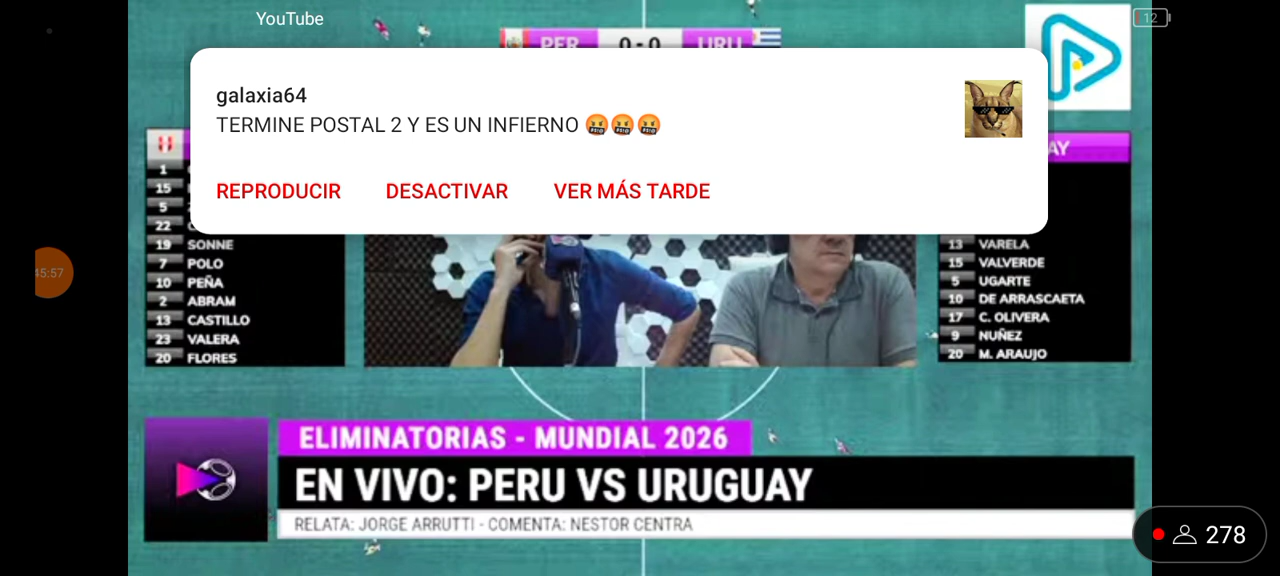 YouTube
12
PER 0-0 URU
galaxia64
TERMINE POSTAL 2 Y ES UN INFIERNO 🤬🤬🤬
REPRODUCIR DESACTIVAR VER MÁS TARDE
AY
1
15
5
22
19 SONNE
7 POLO
10 PEÑA
2 ABRAM
13 CASTILLO
23 VALERA
20 FLORES
13 VARELA
15 VALVERDE
5 UGARTE
10 DE ARRASCAETA
17 C. OLIVERA
9 NUÑEZ
20 M. ARAUJO
45:57
ELIMINATORIAS - MUNDIAL 2026
EN VIVO: PERU VS URUGUAY
RELATA: JORGE ARRUTTI - COMENTA: NESTOR CENTRA
278